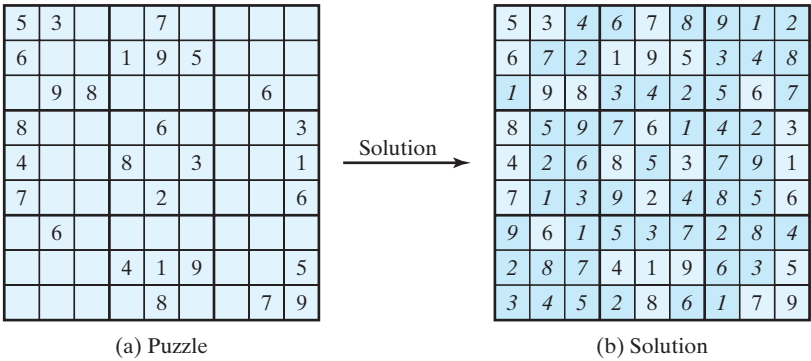 5 3 7
6 1 9 5
9 8 6
8 6 3
4 8 3 1
7 2 6
6
4 1 9 5
8 7 9
(a) Puzzle
Solution
5 3 4 6 7 8 9 1 2
6 7 2 1 9 5 3 4 8
1 9 8 3 4 2 5 6 7
8 5 9 7 6 1 4 2 3
4 2 6 8 5 3 7 9 1
7 1 3 9 2 4 8 5 6
9 6 1 5 3 7 2 8 4
2 8 7 4 1 9 6 3 5
3 4 5 2 8 6 1 7 9
(b) Solution